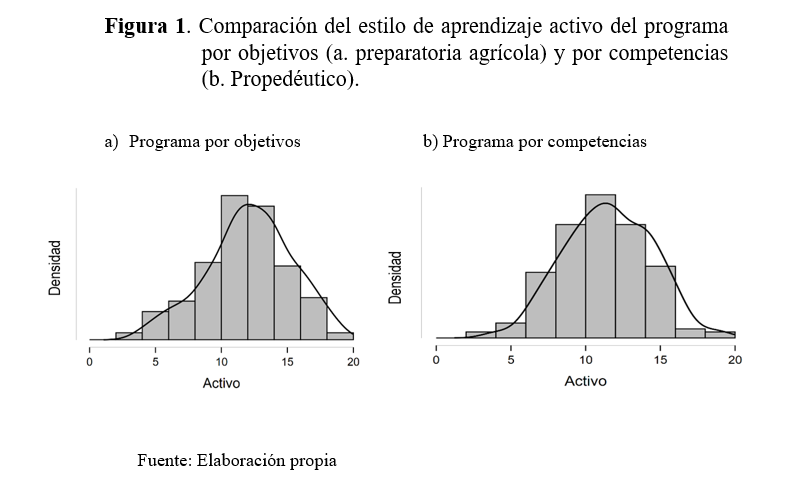 Figura 1. Comparación del estilo de aprendizaje activo del programa
por objetivos (a. preparatoria agrícola) y por competencias
(b. Propedéutico).
a) Programa por objetivos
b) Programa por competencias
Densidad
0 5 10 15 20
Activo
Densidad
0 5 10 15 20
Activo
Fuente: Elaboración propia